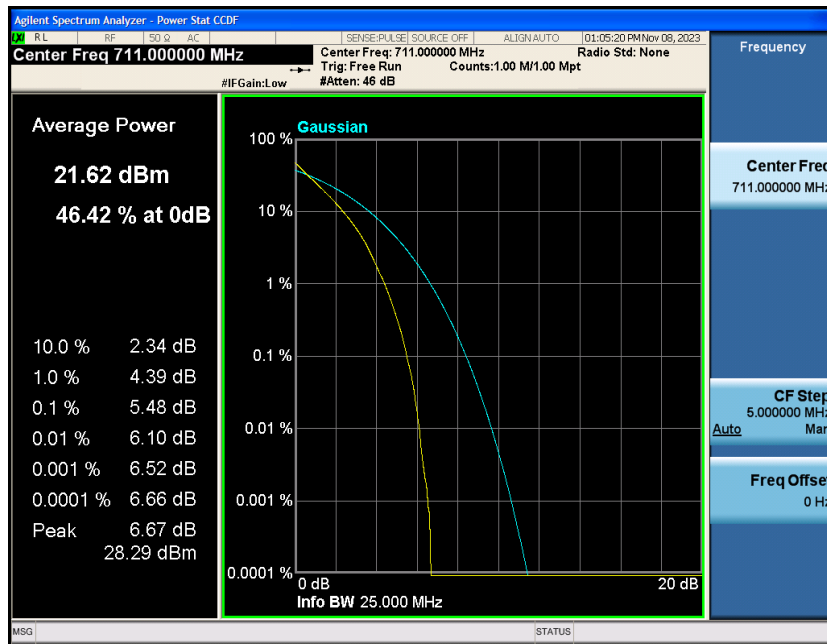 Agilent Spectrum Analyzer - Power Stat CCDF
LXI RL RF 50 Ω AC SENSE:PULSE SOURCE OFF ALIGN AUTO 01:05:20 PM Nov 08, 2023
Center Freq 711.000000 MHz
Center Freq: 711.000000 MHz Radio Std: None
Trig: Free Run Counts:1.00 M/1.00 Mpt
#IFGain:Low #Atten: 46 dB
Frequency
Average Power
21.62 dBm
46.42 % at 0dB
10.0 % 2.34 dB
1.0 % 4.39 dB
0.1 % 5.48 dB
0.01 % 6.10 dB
0.001 % 6.52 dB
0.0001 % 6.66 dB
Peak 6.67 dB
28.29 dBm
Gaussian
100 %
10 %
1 %
0.1 %
0.01 %
0.001 %
0.0001 %
0 dB 20 dB
Info BW 25.000 MHz
Center Freq
711.000000 MHz
CF Step
5.000000 MHz
Auto Man
Freq Offset
0 Hz
MSG STATUS